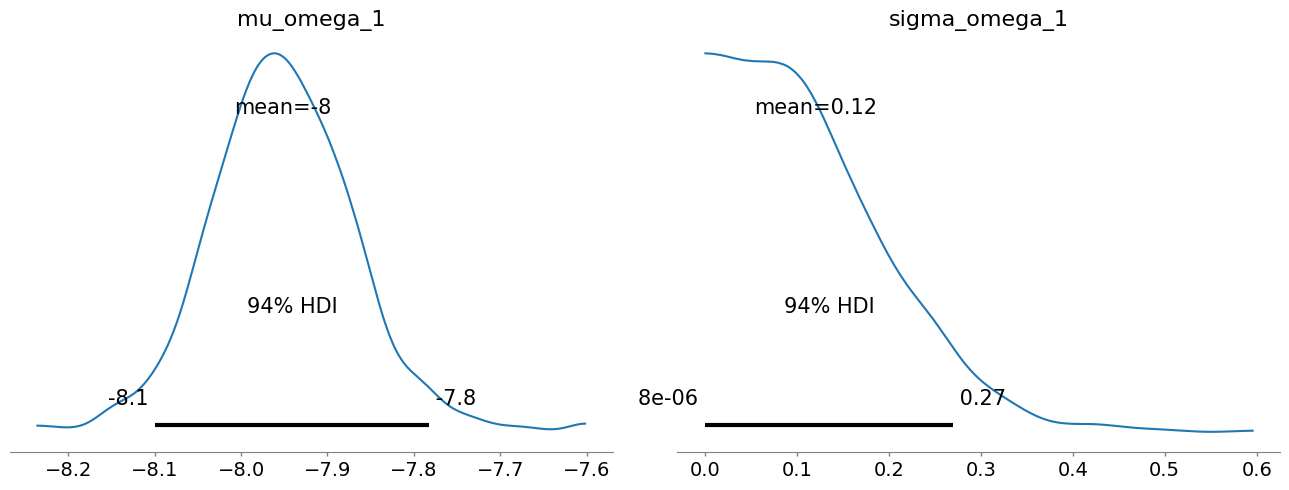 mu_omega_1
mean=-8
94% HDI
-8.1
-7.8
−8.2 −8.1 −8.0 −7.9 −7.8 −7.7 −7.6
sigma_omega_1
mean=0.12
94% HDI
8e-06
0.27
0.0 0.1 0.2 0.3 0.4 0.5 0.6